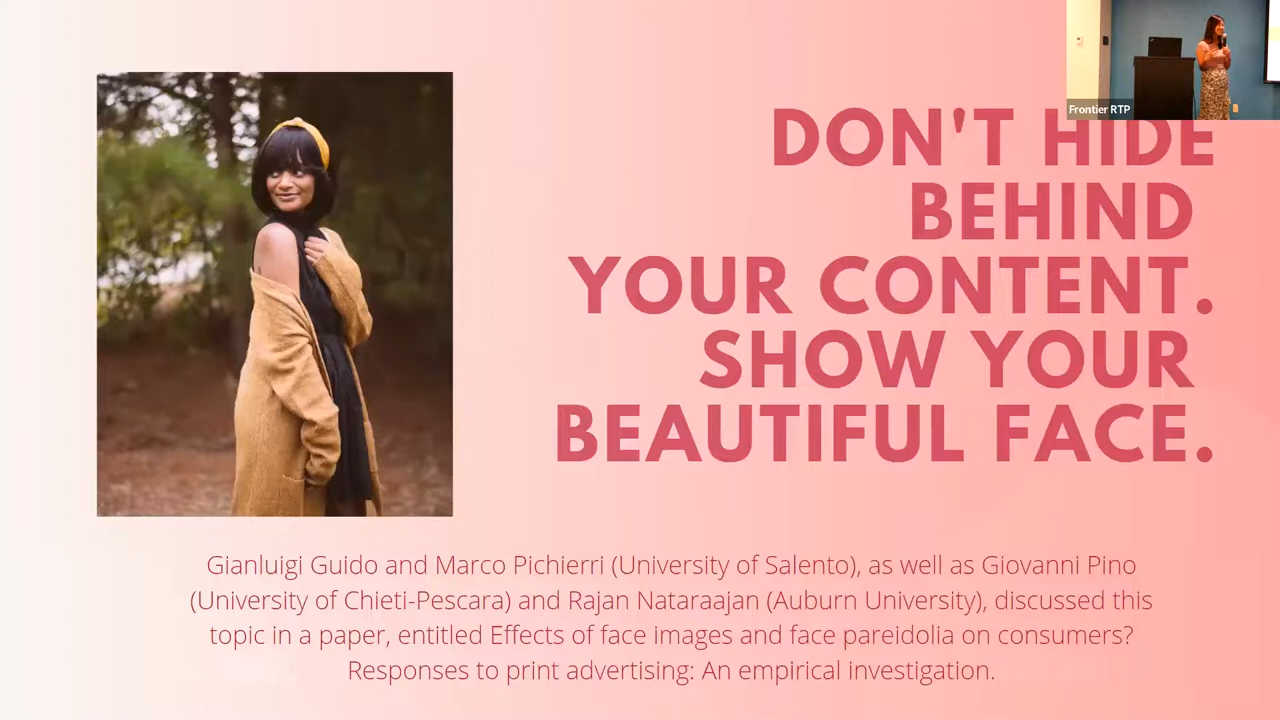 Frontier RTP
DON'T HIDE
BEHIND
YOUR CONTENT.
SHOW YOUR
BEAUTIFUL FACE.
Gianluigi Guido and Marco Pichierri (University of Salento), as well as Giovanni Pino
(University of Chieti-Pescara) and Rajan Nataraajan (Auburn University), discussed this
topic in a paper, entitled Effects of face images and face pareidolia on consumers?
Responses to print advertising: An empirical investigation.